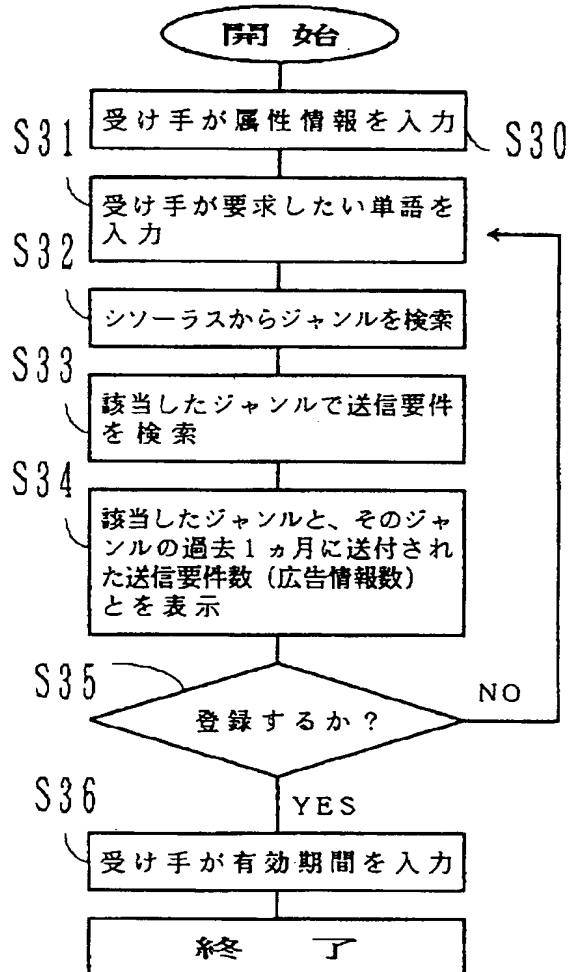 開始
受け手が属性情報を入力
S30
S31
受け手が要求したい単語を
入力
S32
シソーラスからジャンルを検索
S33
該当したジャンルで送信要件
を検索
S34
該当したジャンルと、そのジャ
ンルの過去1ヵ月に送付され
た送信要件数（広告情報数）
とを表示
S35
登録するか?
NO
YES
S36
受け手が有効期間を入力
終了